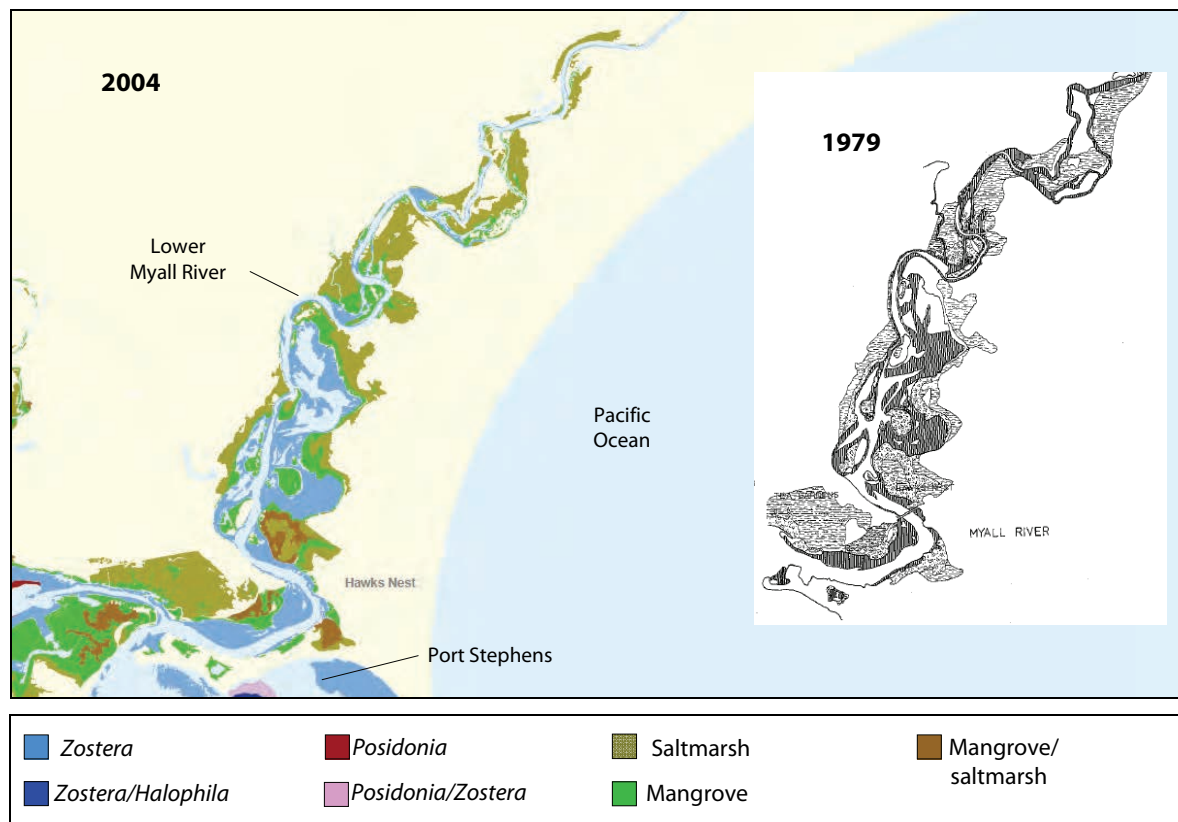 2004
1979
Lower
Myall River
Pacific
Ocean
MYALL RIVER
Hawks Nest
Port Stephens
Zostera
Posidonia
Saltmarsh
Mangrove/
saltmarsh
Zostera/Halophila
Posidonia/Zostera
Mangrove